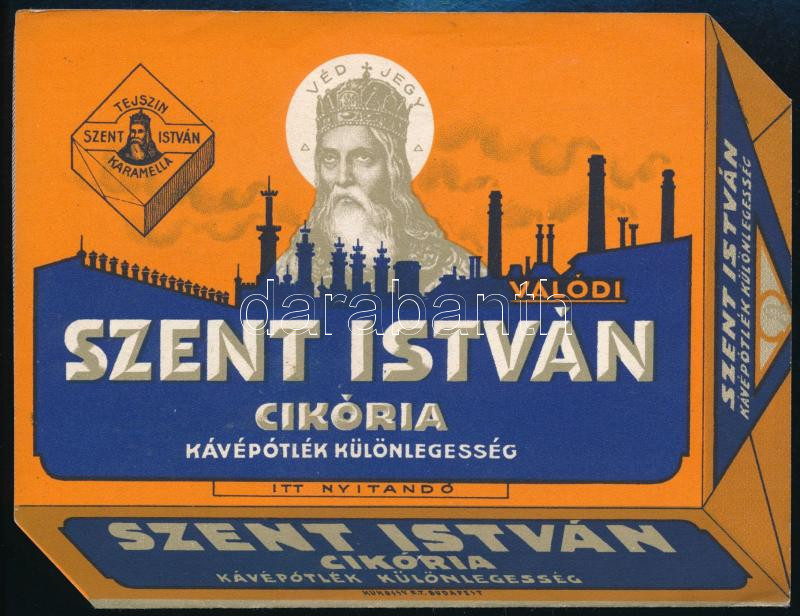 VÉD JEGY
TEJSZIN
SZENT ISTVÁN
KARAMELLA
VALÓDI
darabanth
SZENT ISTVÁN
CIKÓRIA
KÁVÉPÓTLÉK KÜLÖNLEGESSÉG
ITT NYITANDÓ
SZENT ISTVÁN
CIKÓRIA
KÁVÉPÓTLÉK KÜLÖNLEGESSÉG
SZENT ISTVÁN
KÁVÉPÓTLÉK KÜLÖNLEGESSÉG